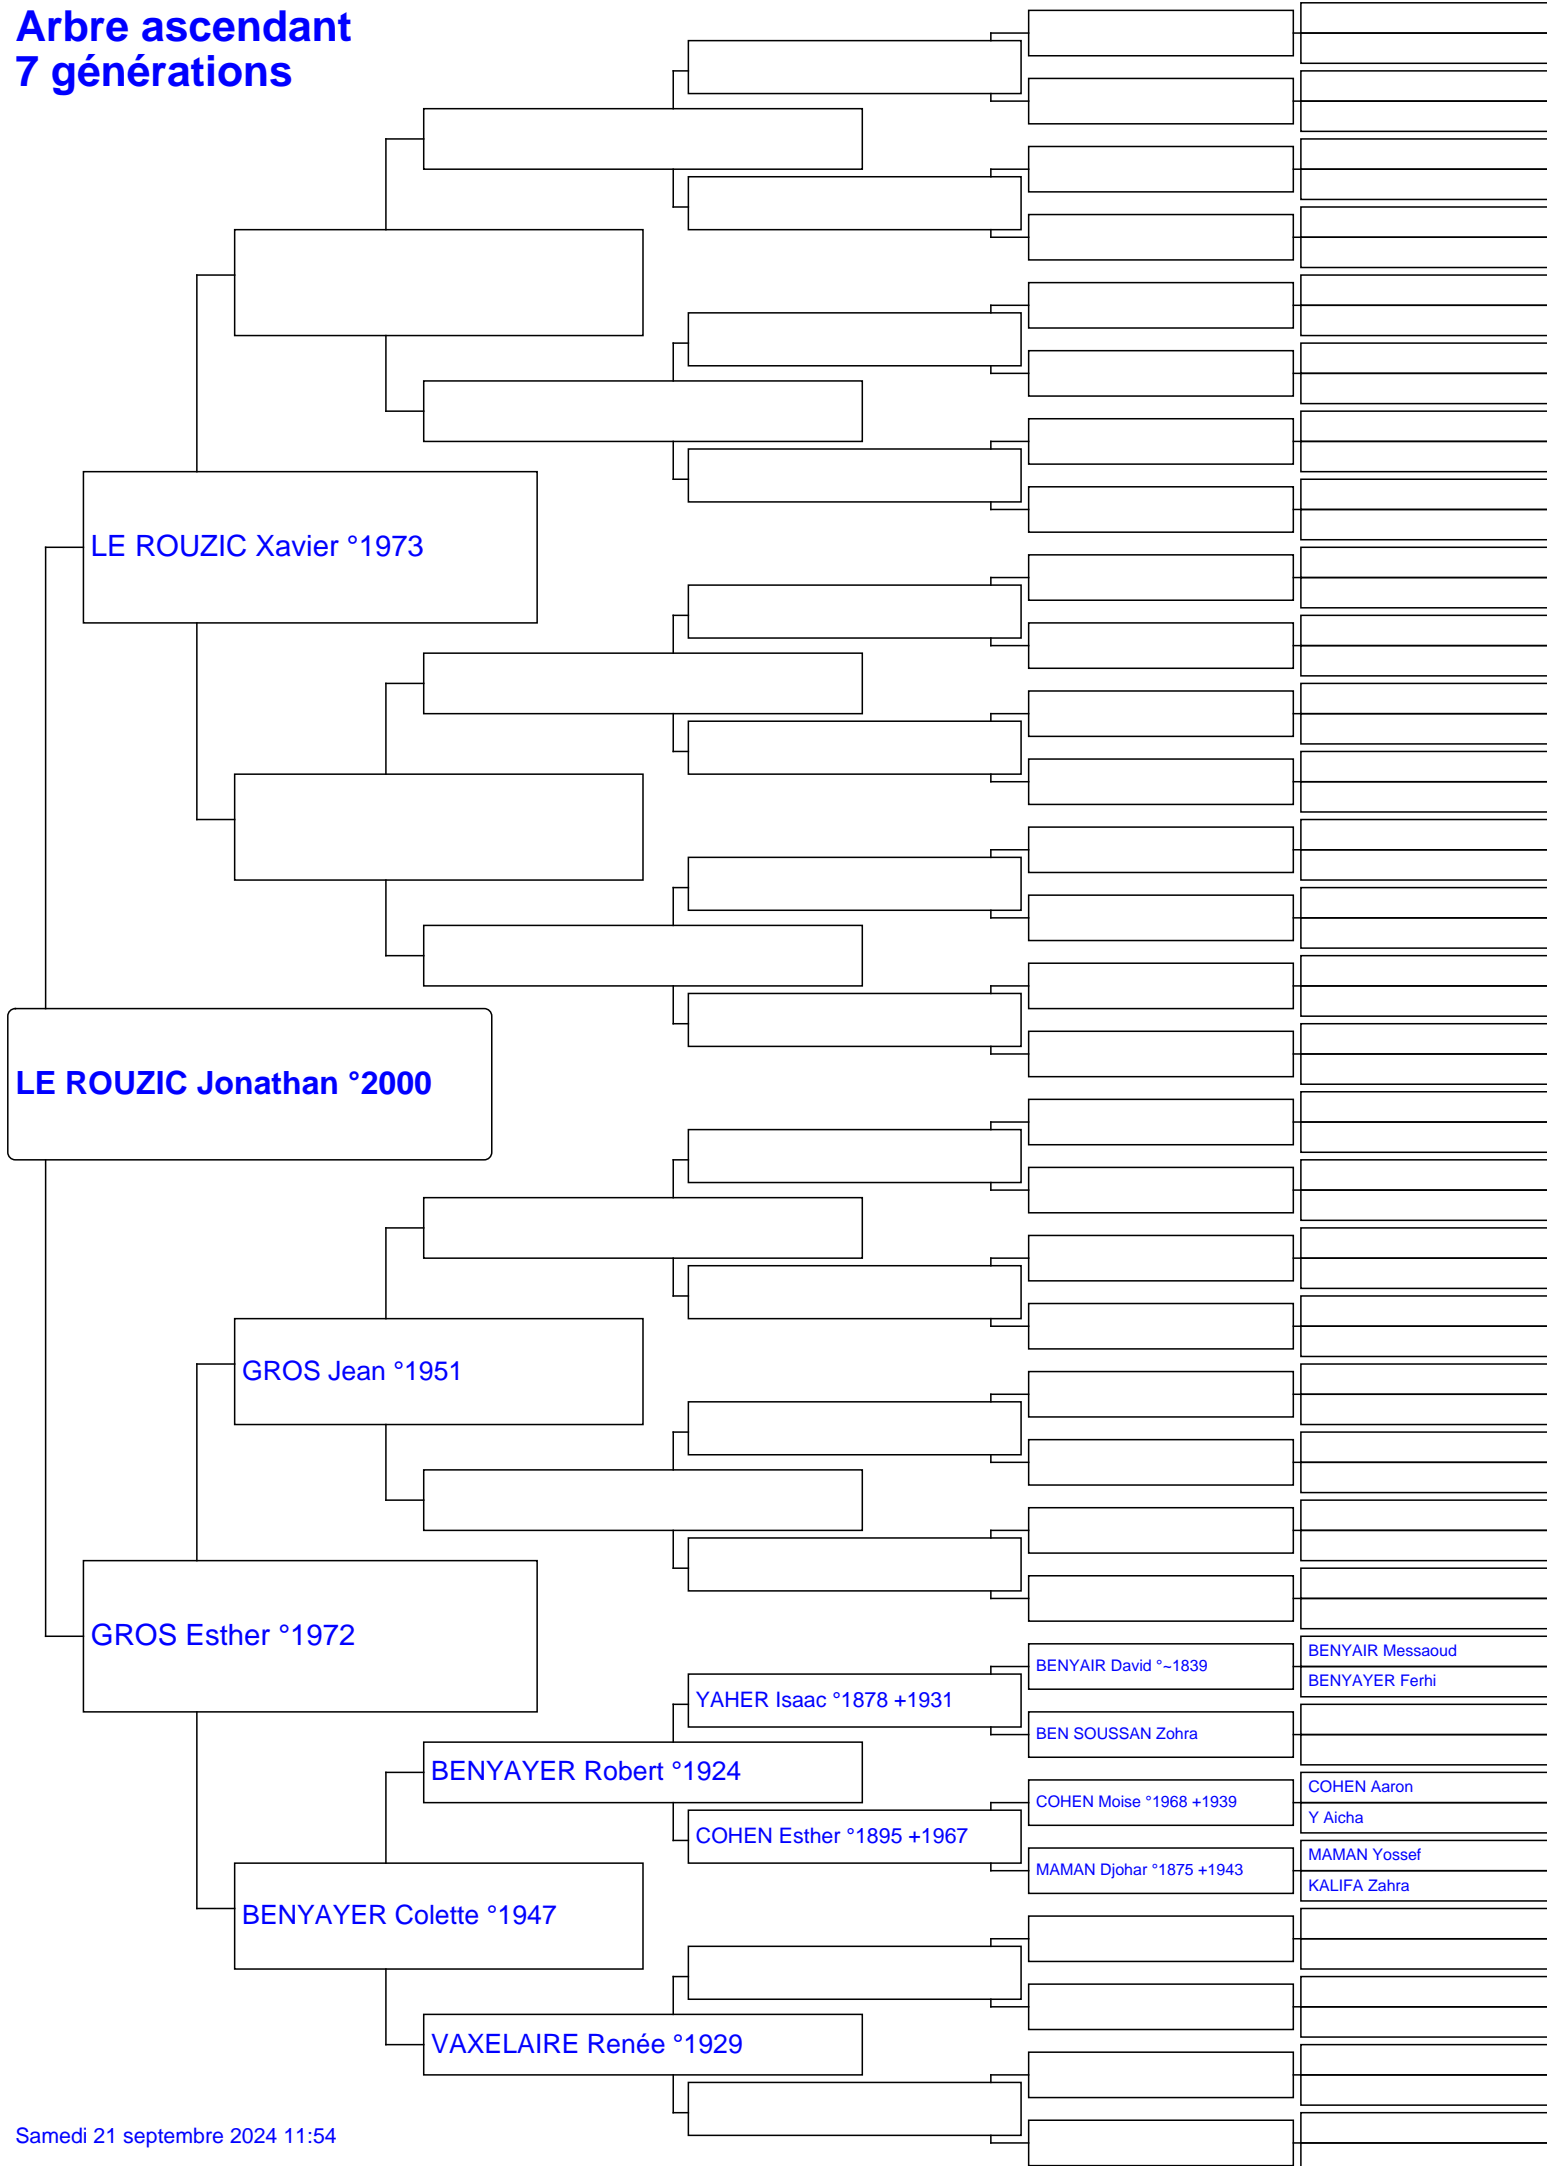 Arbre ascendant
7 générations
LE ROUZIC Xavier °1973
LE ROUZIC Jonathan °2000
GROS Jean °1951
GROS Esther °1972
BENYAIR David °~1839
BENYAIR Messaoud
BENYAYER Ferhi
YAHER Isaac °1878 +1931
BEN SOUSSAN Zohra
BENYAYER Robert °1924
COHEN Moise °1968 +1939
COHEN Aaron
Y Aicha
COHEN Esther °1895 +1967
MAMAN Djohar °1875 +1943
MAMAN Yossef
KALIFA Zahra
BENYAYER Colette °1947
VAXELAIRE Renée °1929
Samedi 21 septembre 2024 11:54